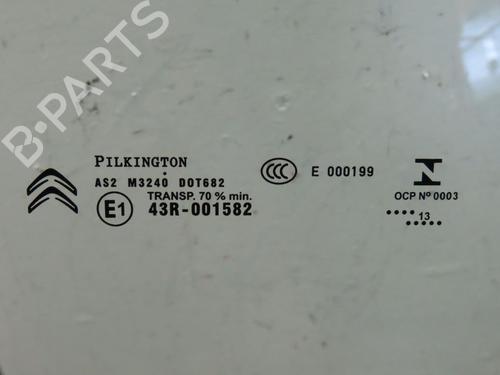 B-PARTS
PILKINGTON
AS2 M3240 DOT682
TRANSP. 70 % min.
E1 43R-001582
CCC E 000199
OCP Nº 0003
..... 13 .....